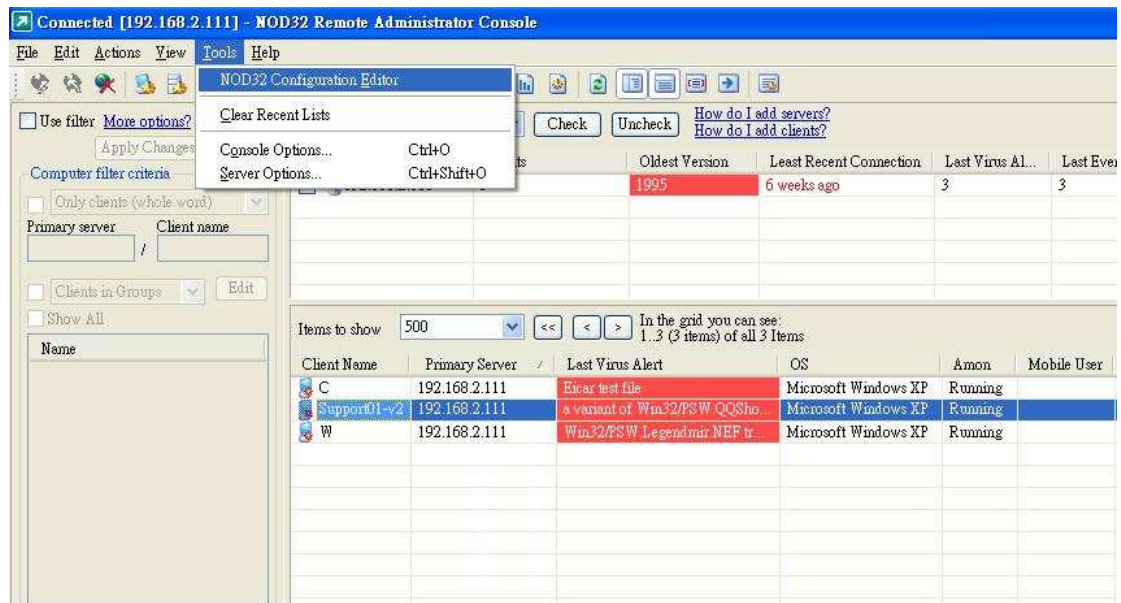 Connected [192.168.2.111] - NOD32 Remote Administrator Console
File Edit Actions View Tools Help
NOD32 Configuration Editor
Clear Recent Lists
Console Options... Ctrl+O
Server Options... Ctrl+Shift+O
Use filter More options?
Apply Changes
Check Uncheck
How do I add servers?
How do I add clients?
Computer filter criteria
Only clients (whole word)
Primary server Client name
/
Clients in Groups Edit
Show All
Name
Oldest Version Least Recent Connection Last Virus Al... Last Ever
1995 6 weeks ago 3 3
Items to show 500 << < > In the grid you can see:
1..3 (3 items) of all 3 Items
Client Name Primary Server / Last Virus Alert OS Amon Mobile User
C 192.168.2.111 Eicar test file Microsoft Windows XP Running
Support01-v2 192.168.2.111 a variant of Win32/PSW.QQSho... Microsoft Windows XP Running
W 192.168.2.111 Win32/PSW.Legendmir.NEF tr... Microsoft Windows XP Running